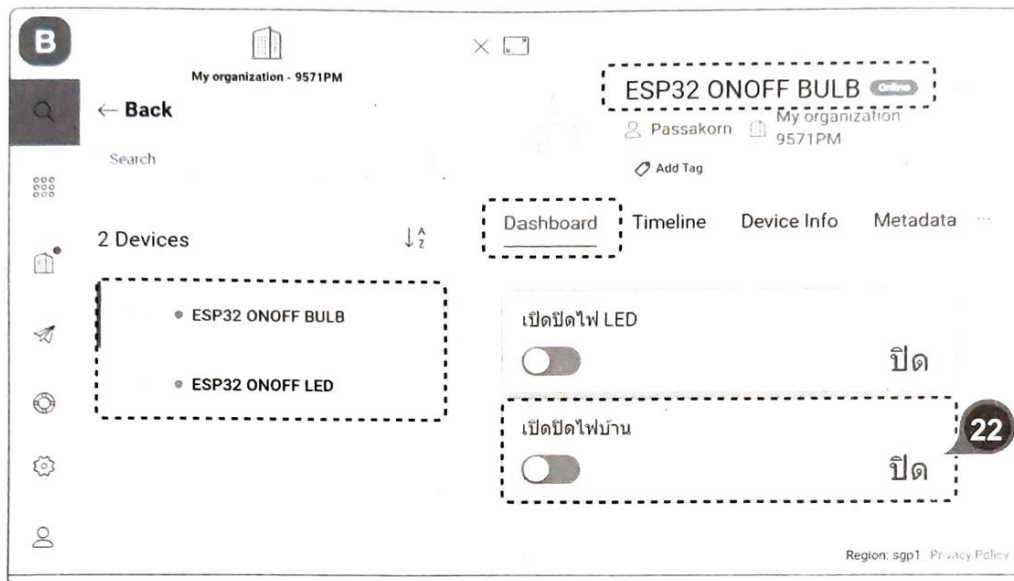 B
My organization - 9571PM
← Back
Search
2 Devices
ESP32 ONOFF BULB
ESP32 ONOFF LED
ESP32 ONOFF BULB Online
Passakorn
My organization
9571PM
Add Tag
Dashboard Timeline Device Info Metadata ...
เปิดปิดไฟ LED
ปิด
เปิดปิดไฟบ้าน
ปิด
22
Region: sgp1 Privacy Policy